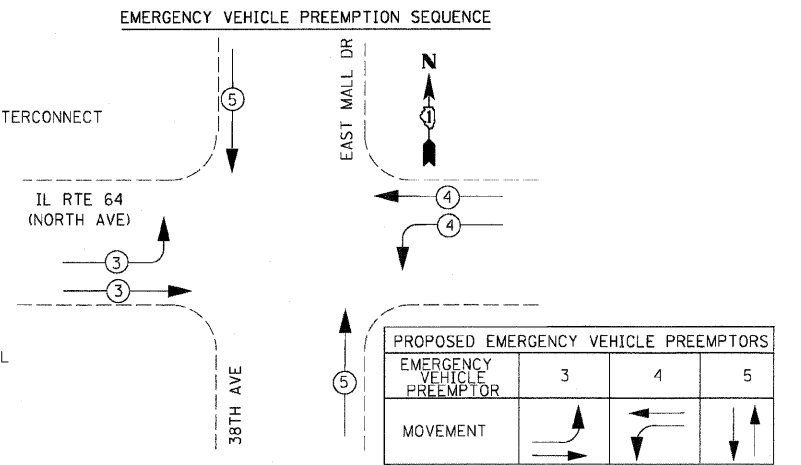 EMERGENCY VEHICLE PREEMPTION SEQUENCE
EAST MALL DR
N
1
5
TERCONNECT
IL RTE 64
(NORTH AVE)
4
4
3
3
L
5
38TH AVE
PROPOSED EMERGENCY VEHICLE PREEMPTORS
EMERGENCY
VEHICLE
PREEMPTOR
3
4
5
MOVEMENT